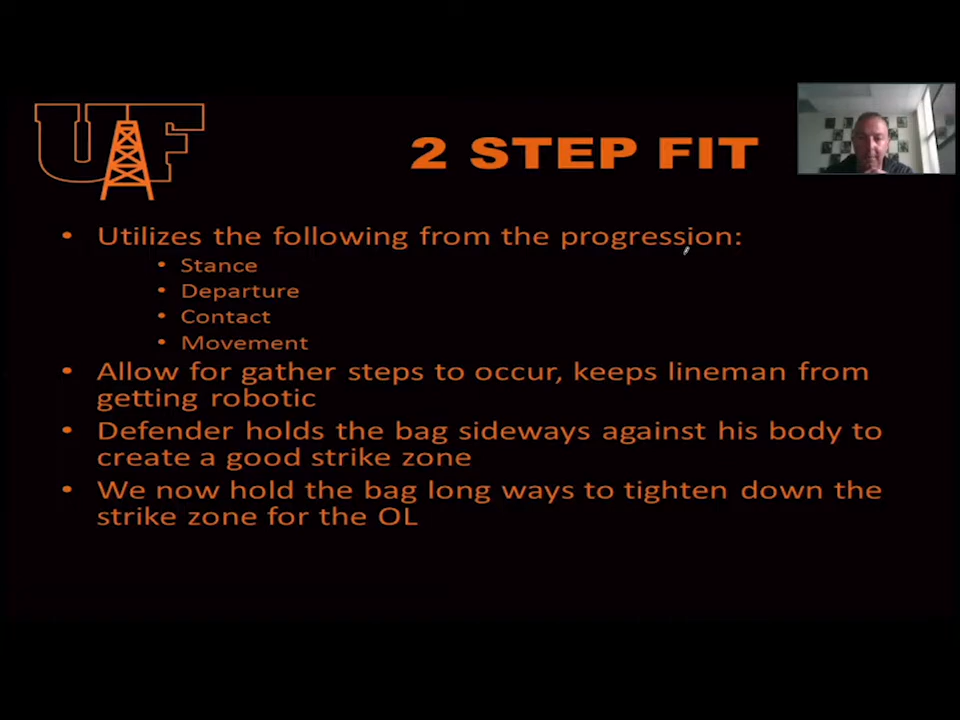 UF
2 STEP FIT
• Utilizes the following from the progression:
• Stance
• Departure
• Contact
• Movement
• Allow for gather steps to occur, keeps lineman from
getting robotic
• Defender holds the bag sideways against his body to
create a good strike zone
• We now hold the bag long ways to tighten down the
strike zone for the OL